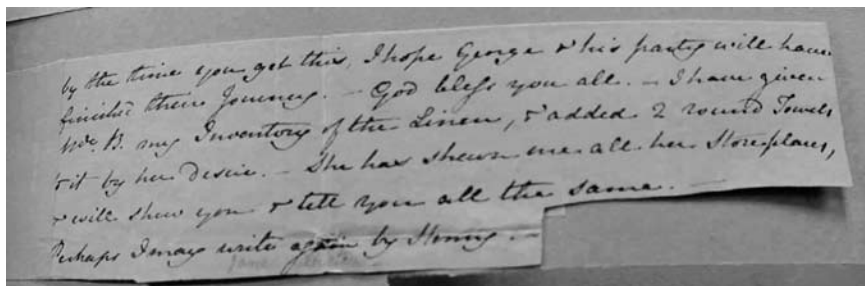 by the time you get this, I hope George & his party will have
finished their Journey. – God bless you all. – I have given
Mrs. B. my Inventory of the Linen, & added 2 round Towels
to it by her desire. – She has shewn me all her Storeplaces,
& will shew you & tell you all the same. –
Perhaps I may write again by Henry. –